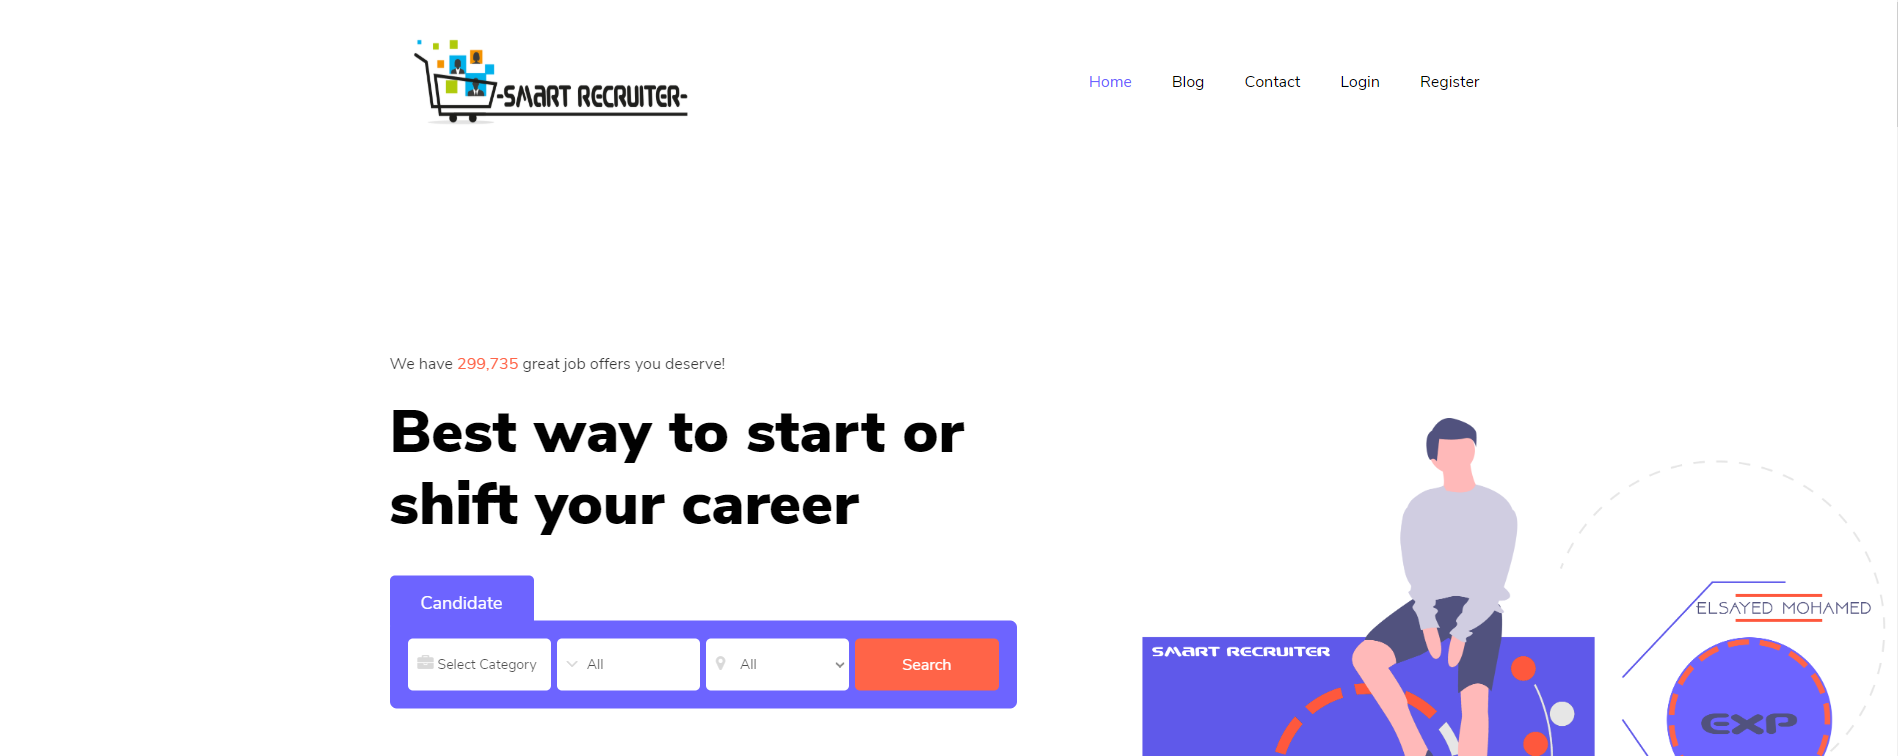 -SMART RECRUITER-
Home Blog Contact Login Register
We have 299,735 great job offers you deserve!
Best way to start or
shift your career
Candidate
Select Category All All Search
SMART RECRUITER
ELSAYED MOHAMED
EXP